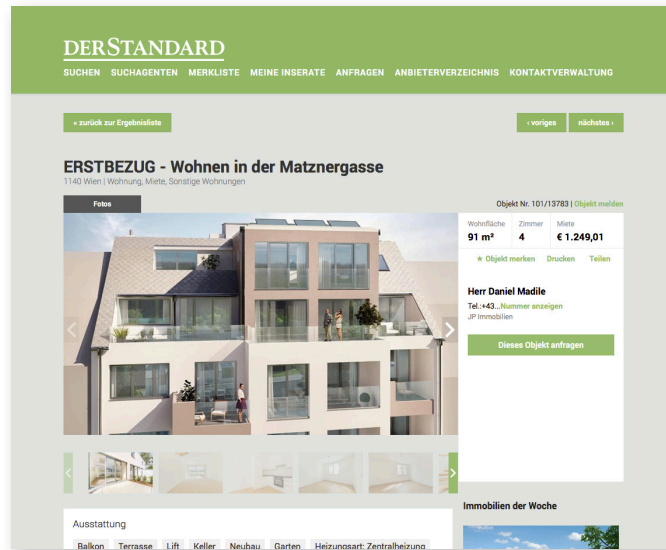 DERSTANDARD
SUCHEN SUCHAGENTEN MERKLISTE MEINE INSERATE ANFRAGEN ANBIETERVERZEICHNIS KONTAKTVERWALTUNG
« zurück zur Ergebnisliste
‹ voriges nächstes ›
ERSTBEZUG - Wohnen in der Matznergasse
1140 Wien | Wohnung, Miete, Sonstige Wohnungen
Fotos
Objekt Nr. 101/13783 | Objekt melden
Wohnfläche Zimmer Miete
91 m² 4 € 1.249,01
★ Objekt merken Drucken Teilen
Herr Daniel Madile
Tel.:+43...Nummer anzeigen
JP Immobilien
Dieses Objekt anfragen
Immobilien der Woche
Ausstattung
Balkon Terrasse Lift Keller Neubau Garten Heizungsart: Zentralheizung